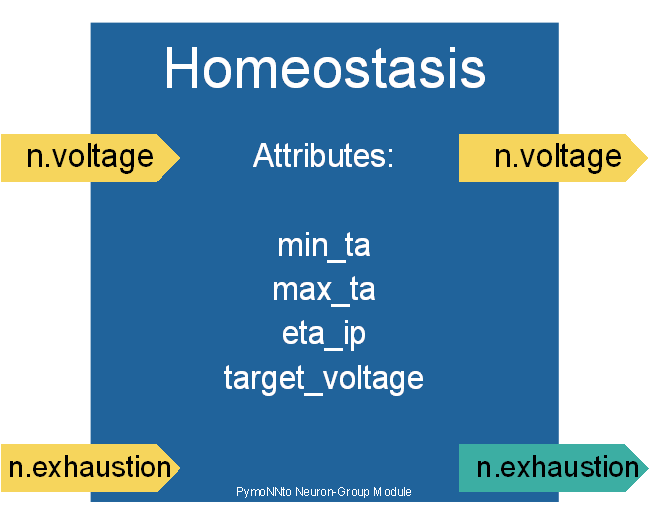 Homeostasis
n.voltage
Attributes:
n.voltage
min_ta
max_ta
eta_ip
target_voltage
n.exhaustion
n.exhaustion
PymoNNto Neuron-Group Module